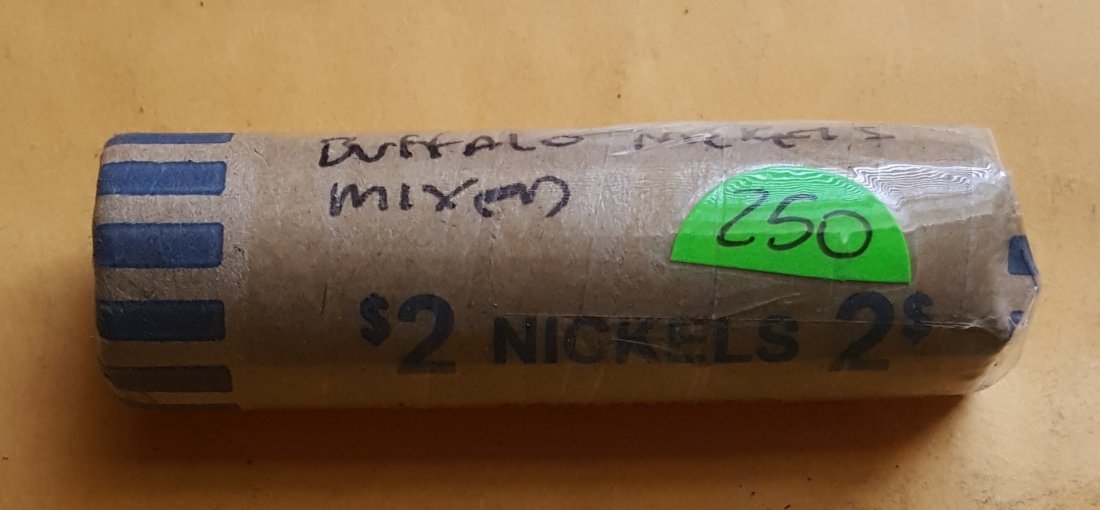 BUFFALO NICKELS
MIXED
250
$2 NICKELS 2$